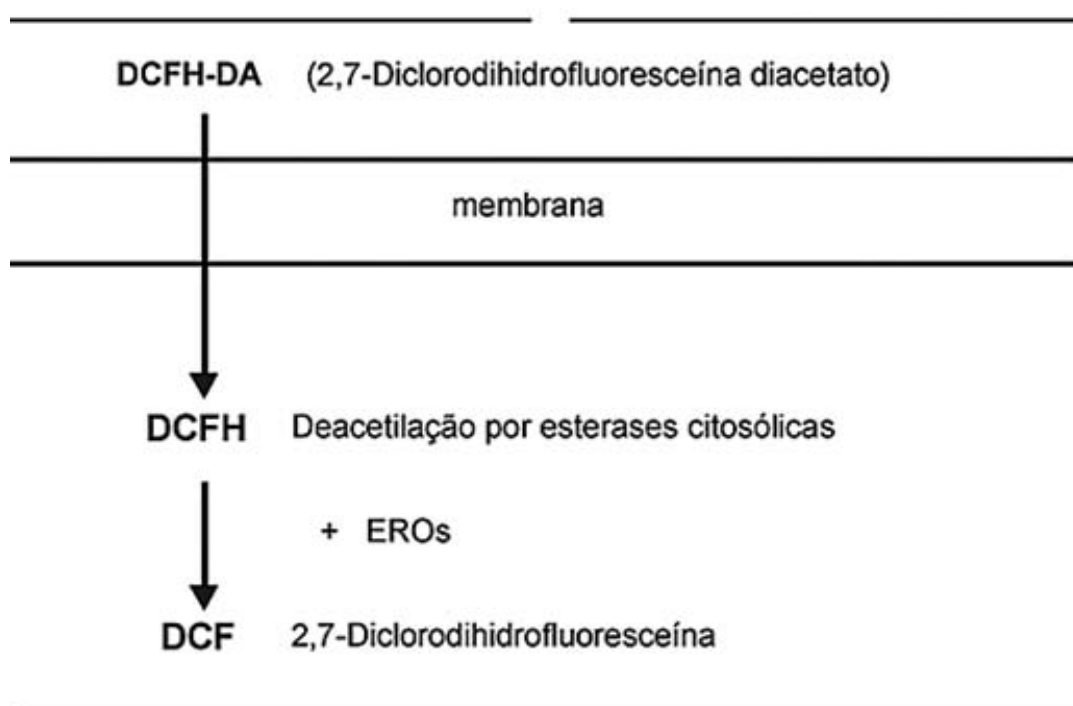 DCFH-DA (2,7-Diclorodihidrofluoresceína diacetato)
membrana
DCFH Deacetilação por esterases citosólicas
+ EROs
DCF 2,7-Diclorodihidrofluoresceína